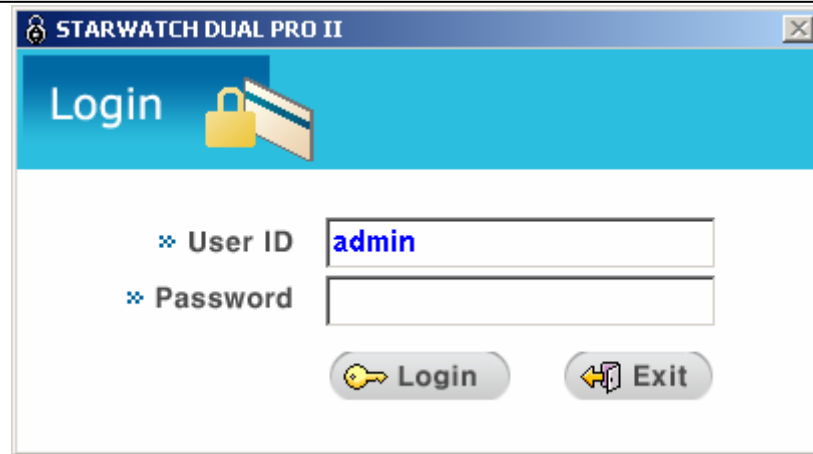 STARWATCH DUAL PRO II
Login
User ID admin
Password
Login Exit